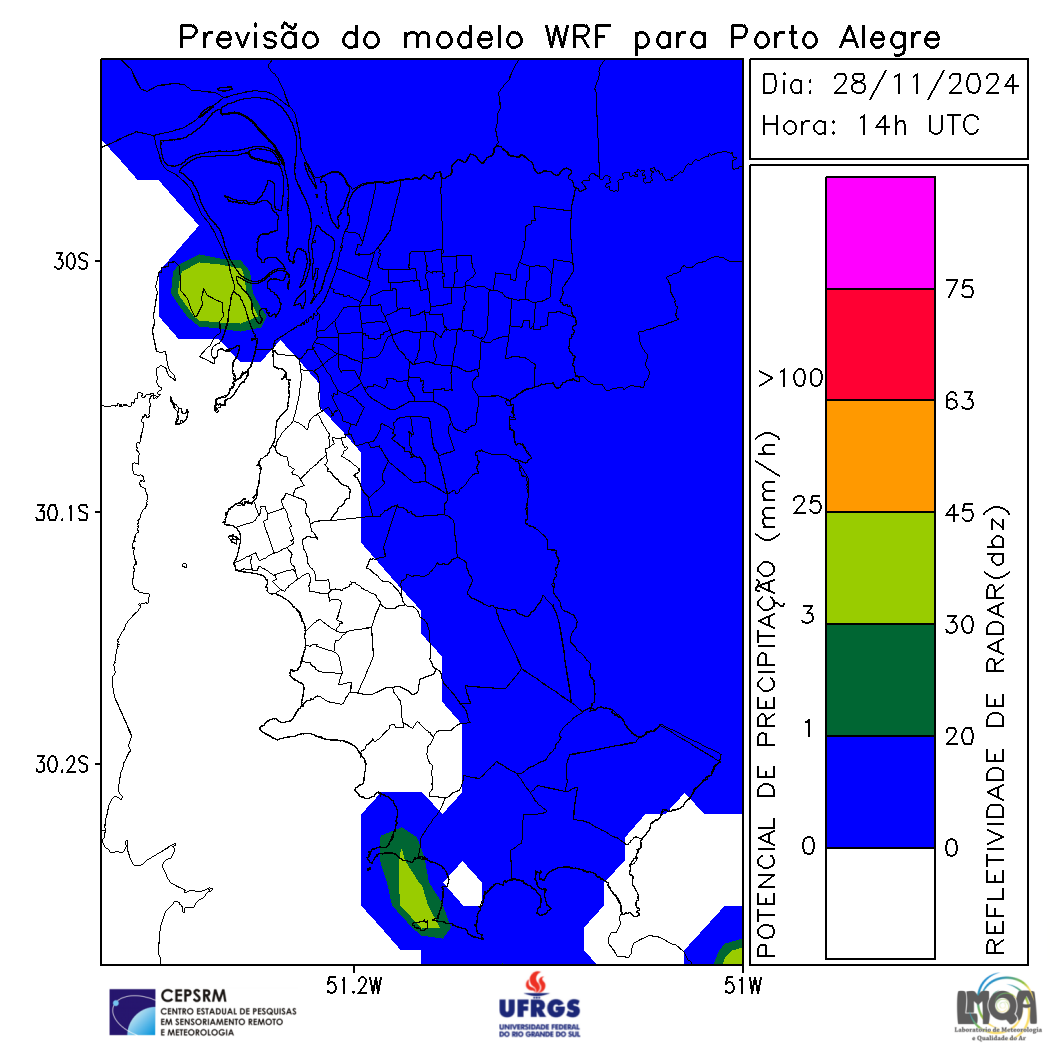 Previsão do modelo WRF para Porto Alegre
Dia: 28/11/2024
Hora: 14h UTC
30S
30.1S
30.2S
51.2W
51W
POTENCIAL DE PRECIPITAÇÃO (mm/h)
>100
25
3
1
0
75
63
45
30
20
0
REFLETIVIDADE DE RADAR(dbz)
CEPSRM
CENTRO ESTADUAL DE PESQUISAS
EM SENSORIAMENTO REMOTO
E METEOROLOGIA
UFRGS
UNIVERSIDADE FEDERAL
DO RIO GRANDE DO SUL
LMQA
Laboratório de Meteorologia
e Qualidade do Ar